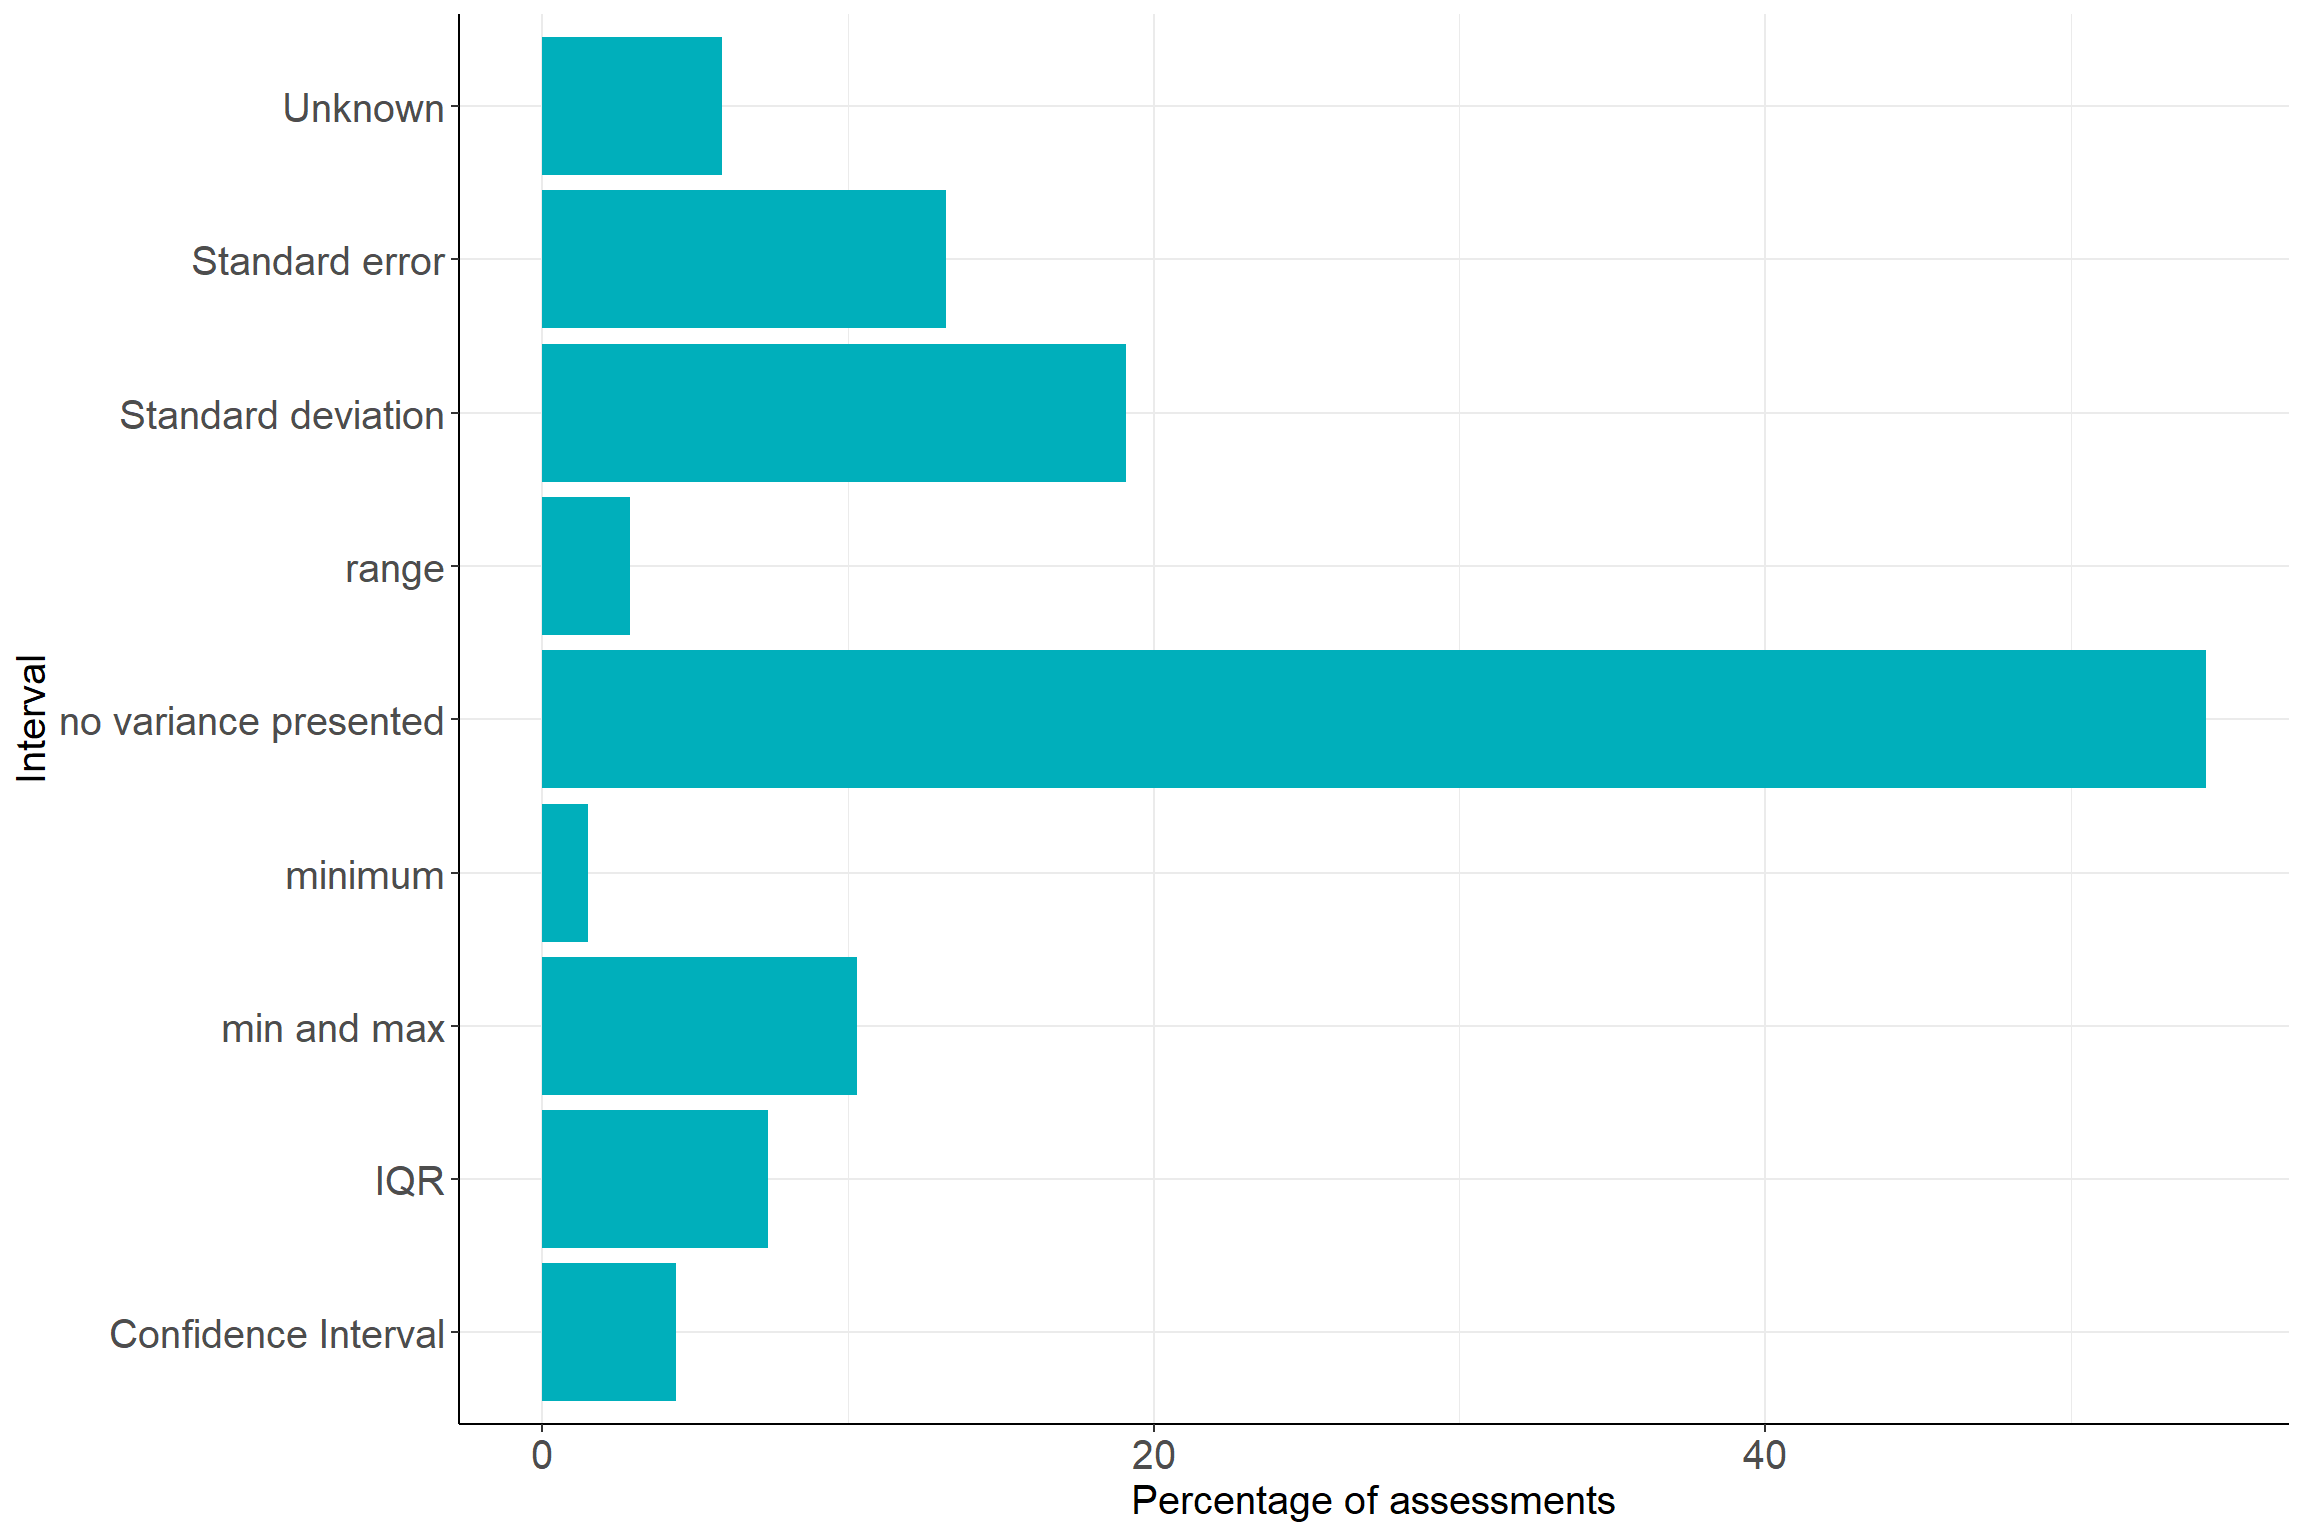 Interval
Unknown
Standard error
Standard deviation
range
no variance presented
minimum
min and max
IQR
Confidence Interval
0 20 40
Percentage of assessments